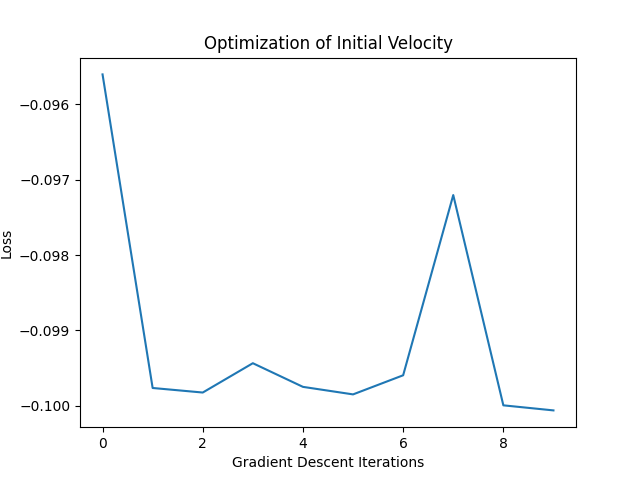 Optimization of Initial Velocity
Loss
−0.096
−0.097
−0.098
−0.099
−0.100
0 2 4 6 8
Gradient Descent Iterations